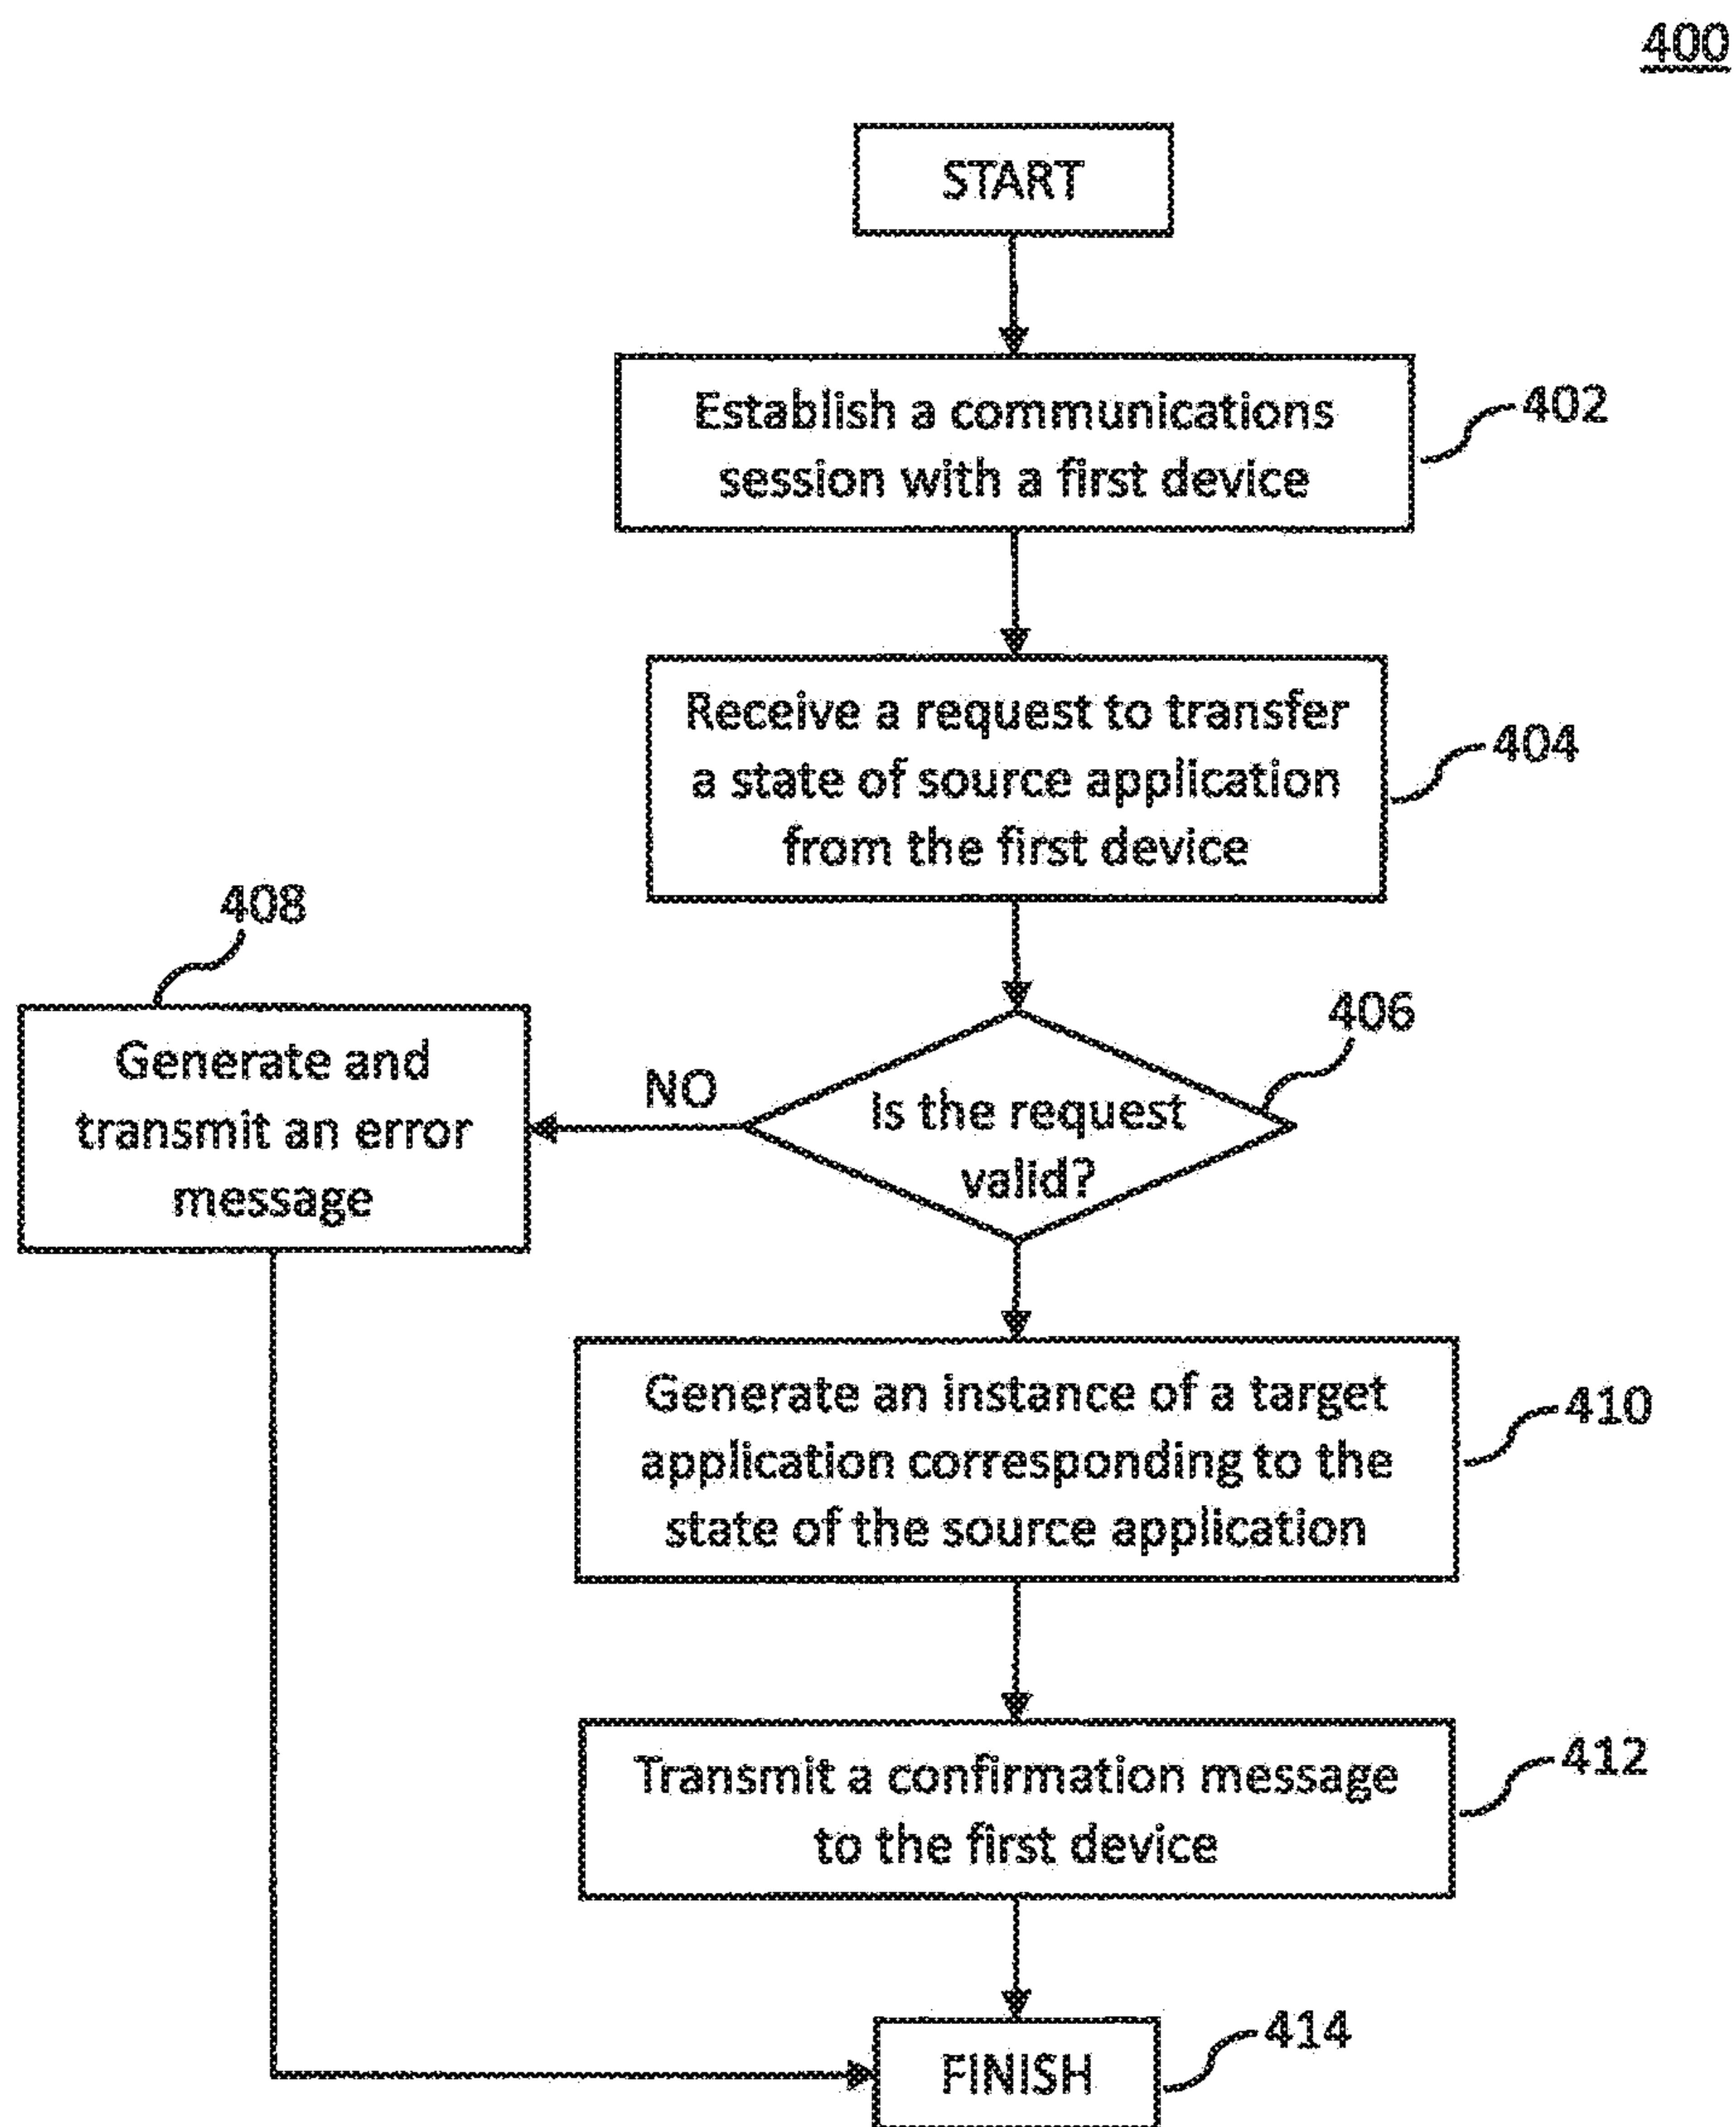 400
START
Establish a communications
session with a first device
402
Receive a request to transfer
a state of source application
from the first device
404
408
Generate and
transmit an error
message
NO
Is the request
valid?
406
Generate an instance of a target
application corresponding to the
state of the source application
410
Transmit a confirmation message
to the first device
412
FINISH
414